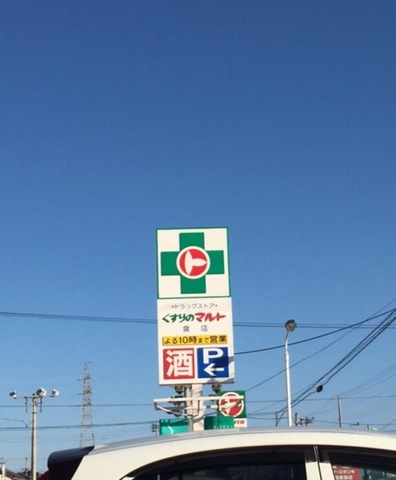 ・ドラッグストア・
くすりのマルト
泉店
よる10時まで営業
酒
P